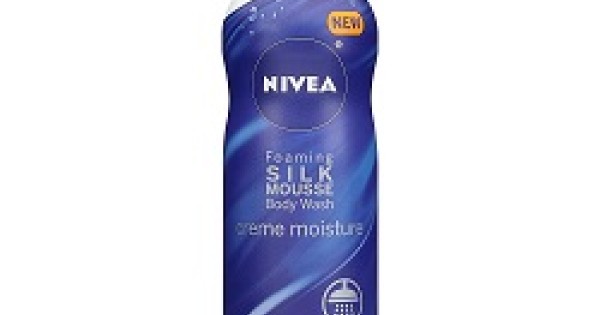 NEW
NIVEA
®
Foaming
SILK
MOUSSE
Body Wash
creme moisture